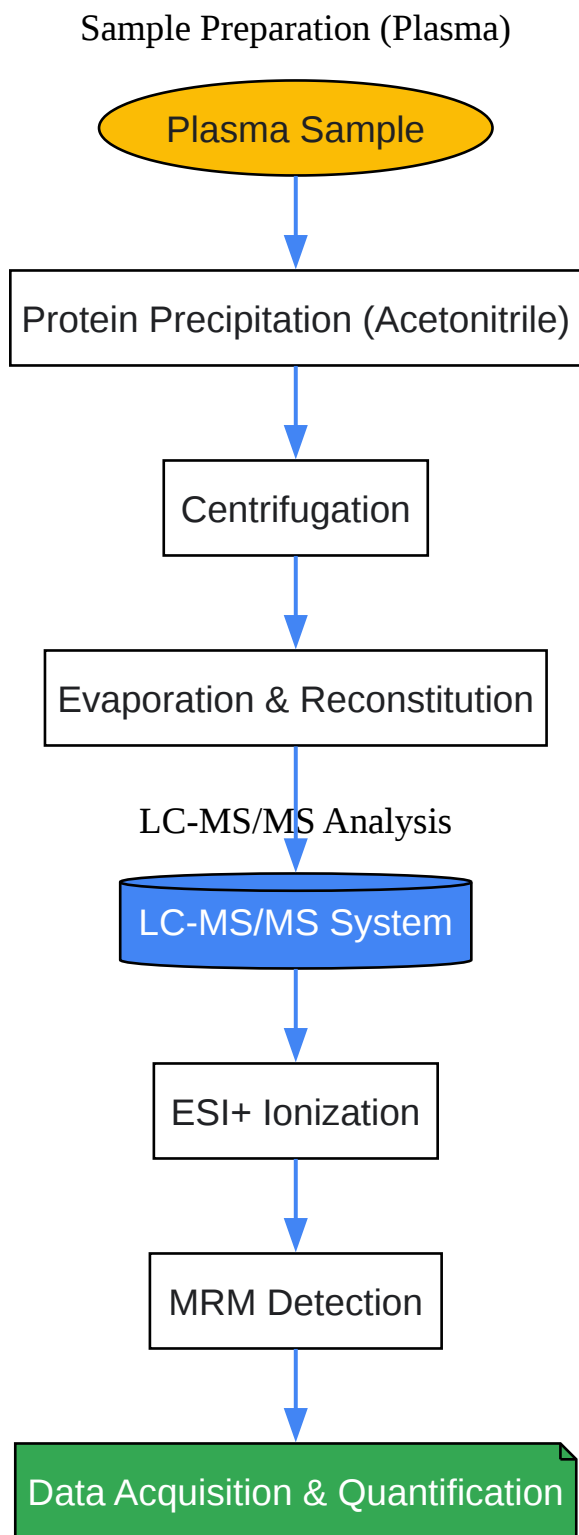 Sample Preparation (Plasma)
Plasma Sample
Protein Precipitation (Acetonitrile)
Centrifugation
Evaporation & Reconstitution
LC-MS/MS Analysis
LC-MS/MS System
ESI+ Ionization
MRM Detection
Data Acquisition & Quantification